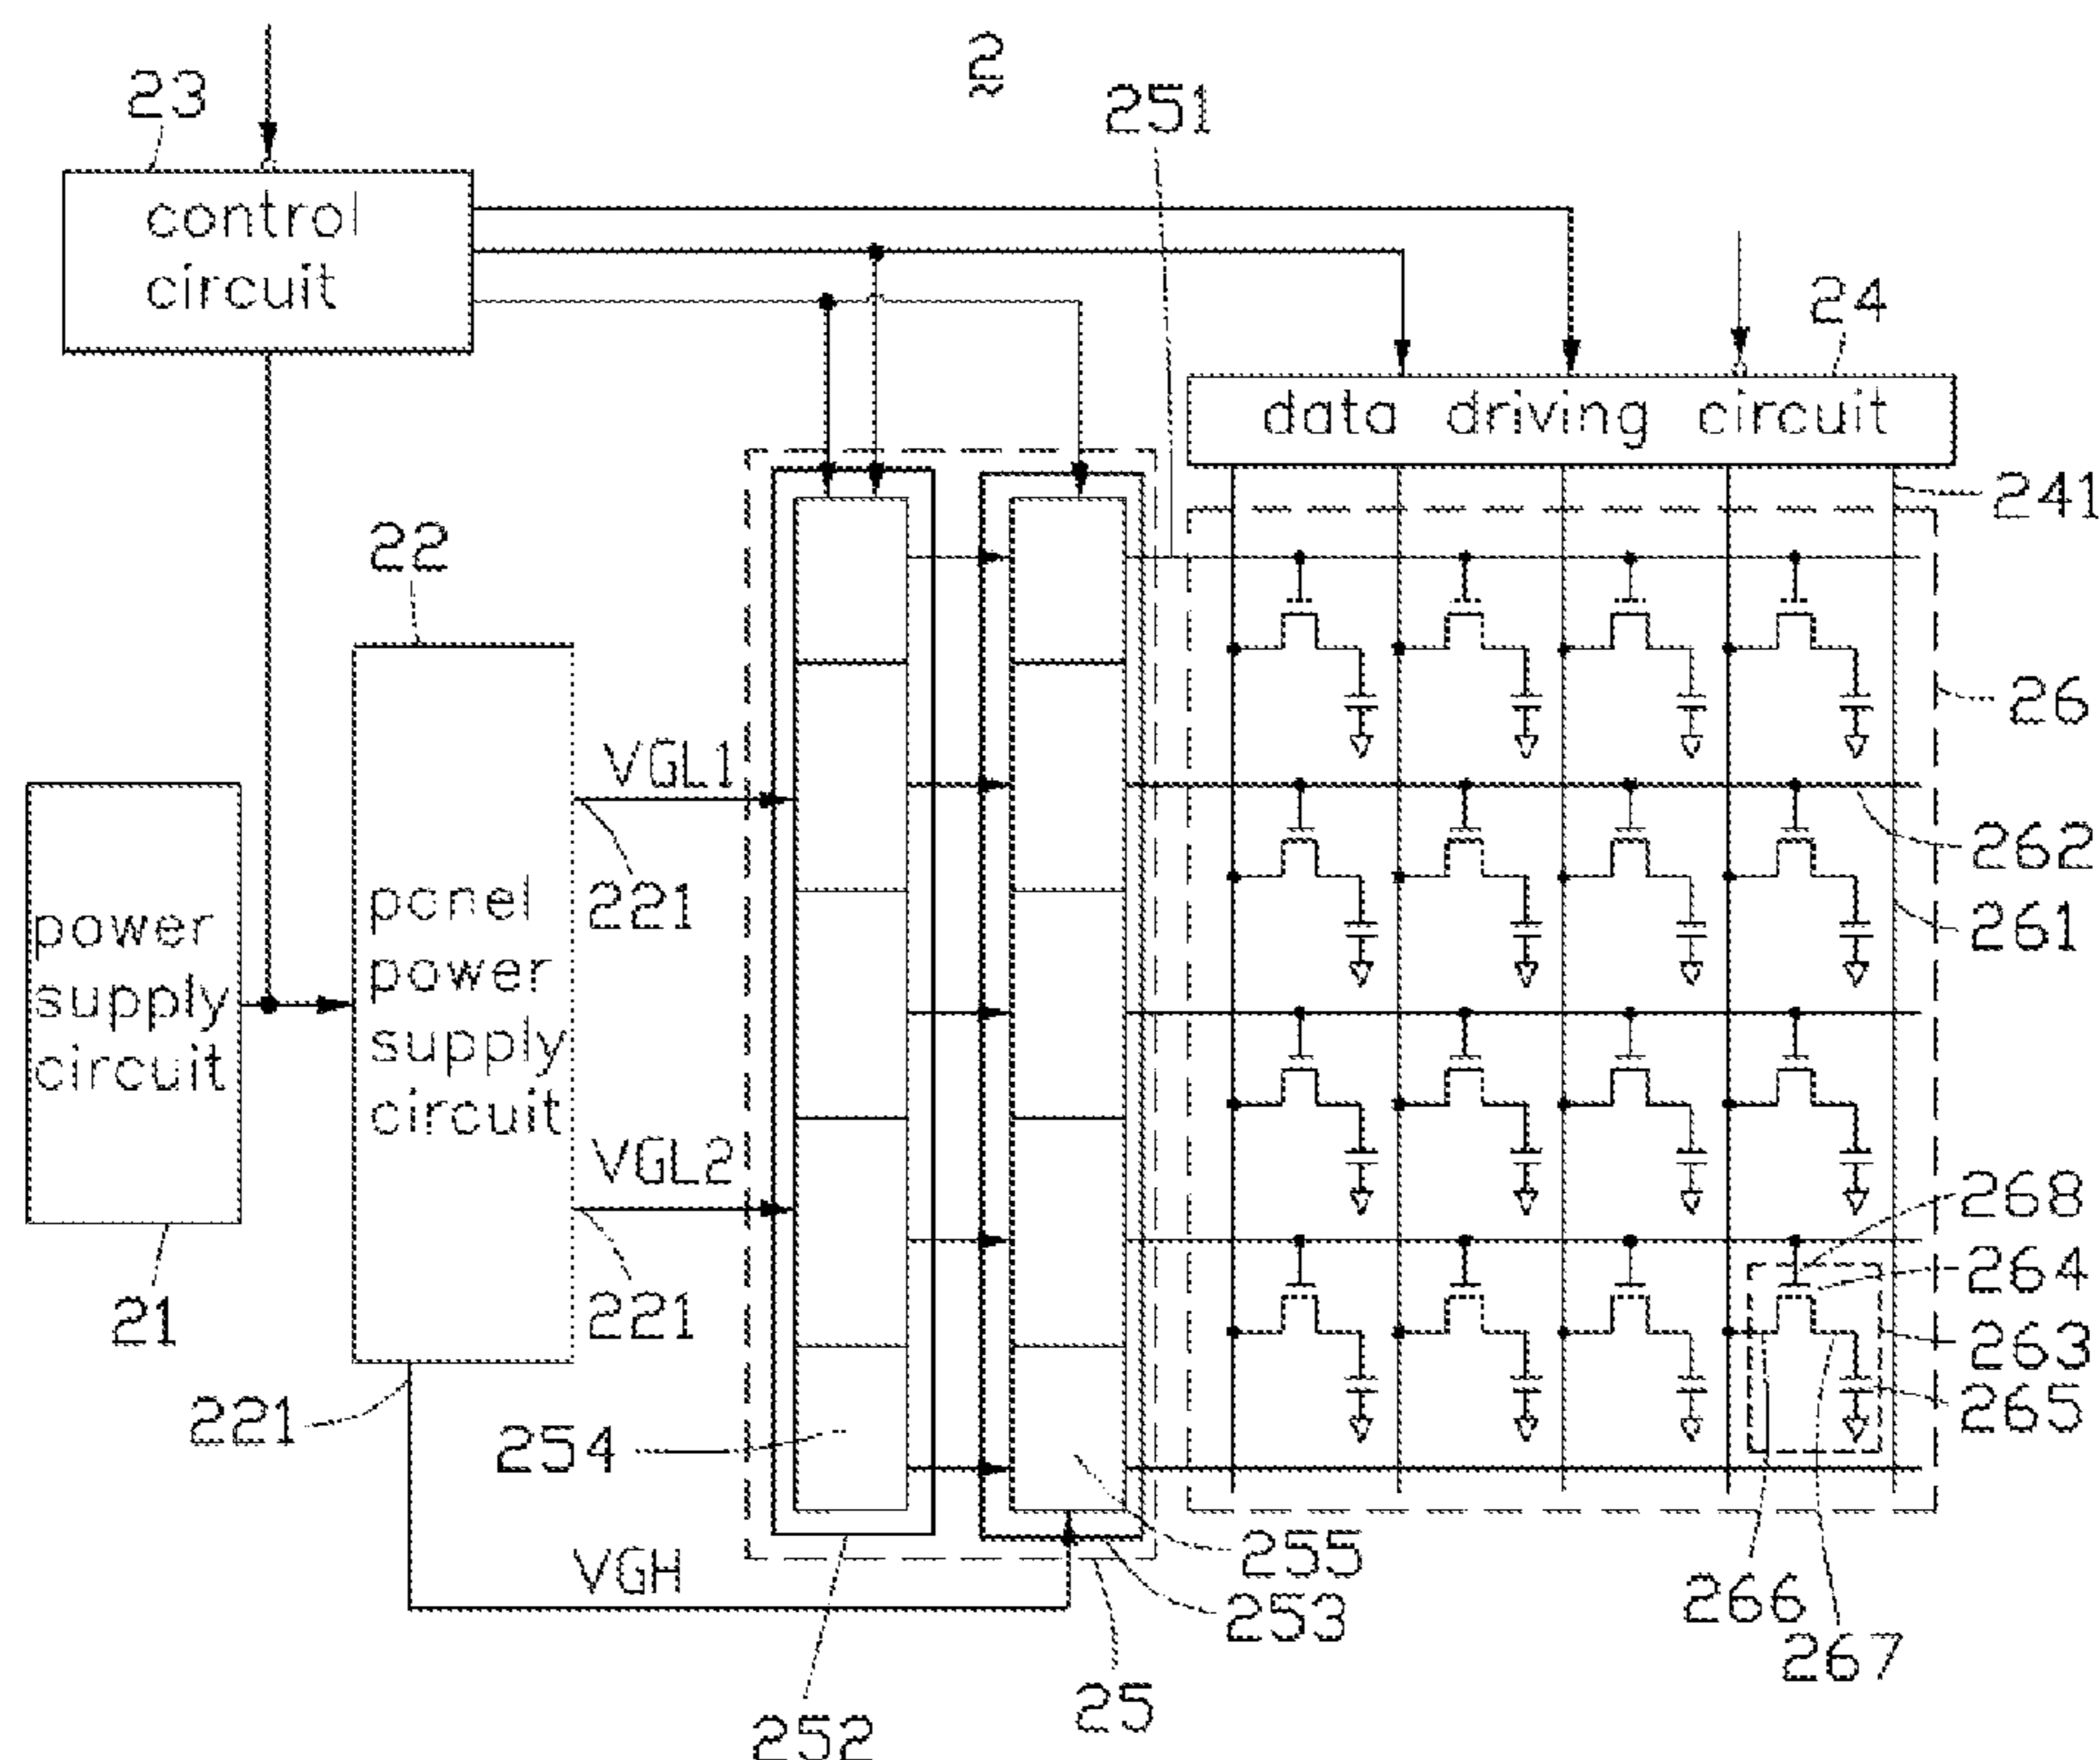 2
23
251
control
circuit
24
data driving circuit
241
22
26
VGL1
262
221
261
power
supply
circuit
panel
power
supply
circuit
VGL2
268
264
263
265
221
21
221
254
255
VGH
253
266
267
25
252